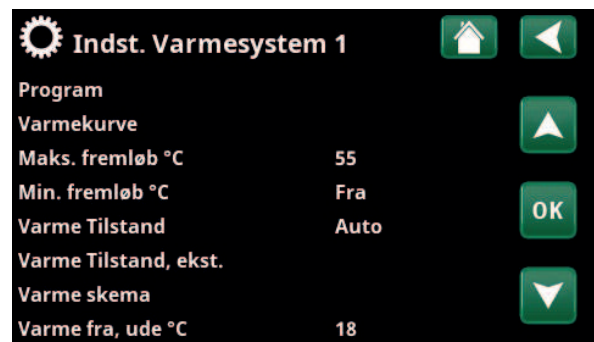 Indst. Varmesystem 1
Program
Varmekurve
Maks. fremløb °C 55
Min. fremløb °C Fra
Varme Tilstand Auto
OK
Varme Tilstand, ekst.
Varme skema
Varme fra, ude °C 18